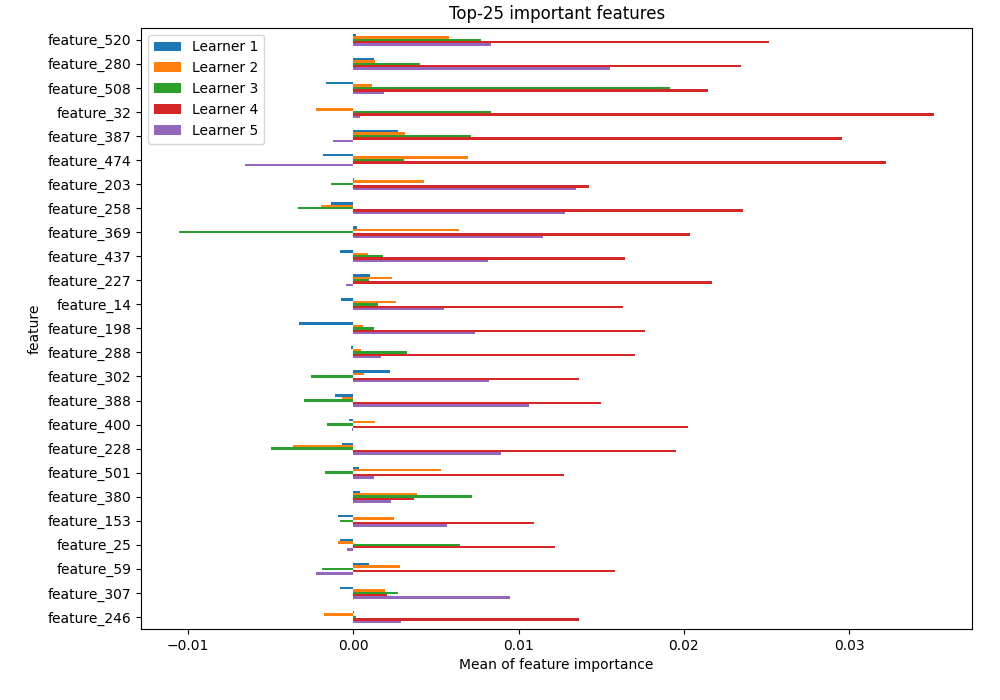 Top-25 important features
Learner 1
Learner 2
Learner 3
Learner 4
Learner 5
feature
feature_520
feature_280
feature_508
feature_32
feature_387
feature_474
feature_203
feature_258
feature_369
feature_437
feature_227
feature_14
feature_198
feature_288
feature_302
feature_388
feature_400
feature_228
feature_501
feature_380
feature_153
feature_25
feature_59
feature_307
feature_246
−0.01 0.00 0.01 0.02 0.03
Mean of feature importance